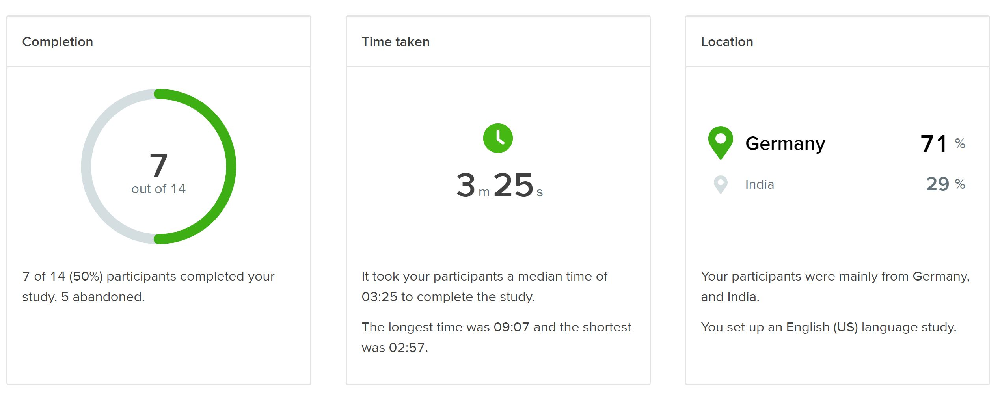 Completion
7
out of 14
7 of 14 (50%) participants completed your
study. 5 abandoned.
Time taken
3 m 25 s
It took your participants a median time of
03:25 to complete the study.
The longest time was 09:07 and the shortest
was 02:57.
Location
Germany 71 %
India 29 %
Your participants were mainly from Germany,
and India.
You set up an English (US) language study.